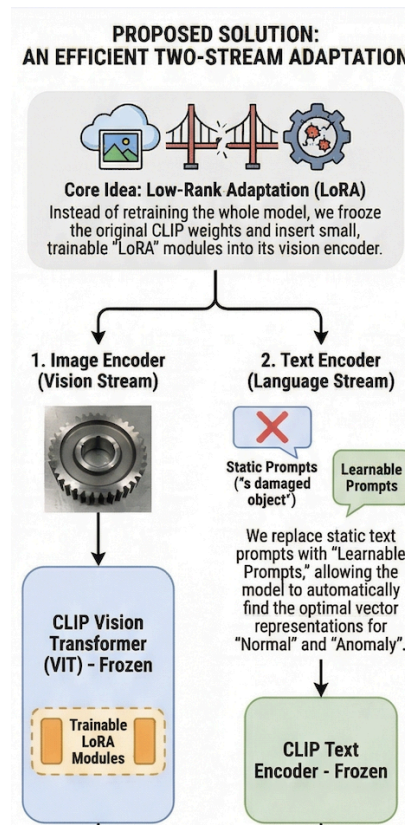 PROPOSED SOLUTION:
AN EFFICIENT TWO-STREAM ADAPTATION
Core Idea: Low-Rank Adaptation (LoRA)
Instead of retraining the whole model, we frooze
the original CLIP weights and insert small,
trainable "LoRA" modules into its vision encoder.
1. Image Encoder
(Vision Stream)
2. Text Encoder
(Language Stream)
Static Prompts
("s damaged
object")
Learnable
Prompts
We replace static text
prompts with "Learnable
Prompts," allowing the
model to automatically
find the optimal vector
representations for
"Normal" and "Anomaly".
CLIP Vision
Transformer
(VIT) - Frozen
Trainable
LoRA
Modules
CLIP Text
Encoder - Frozen